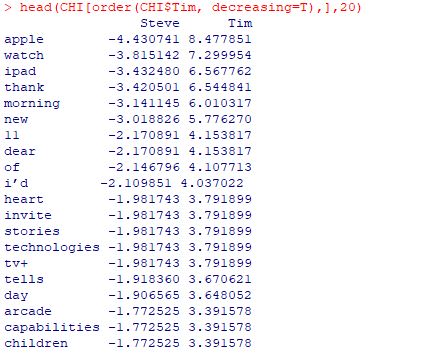 > head(CHI[order(CHI$Tim, decreasing=T),],20)
Steve Tim
apple -4.430741 8.477851
watch -3.815142 7.299954
ipad -3.432480 6.567762
thank -3.420501 6.544841
morning -3.141145 6.010317
new -3.018826 5.776270
11 -2.170891 4.153817
dear -2.170891 4.153817
of -2.146796 4.107713
i’d -2.109851 4.037022
heart -1.981743 3.791899
invite -1.981743 3.791899
stories -1.981743 3.791899
technologies -1.981743 3.791899
tv+ -1.981743 3.791899
tells -1.918360 3.670621
day -1.906565 3.648052
arcade -1.772525 3.391578
capabilities -1.772525 3.391578
children -1.772525 3.391578